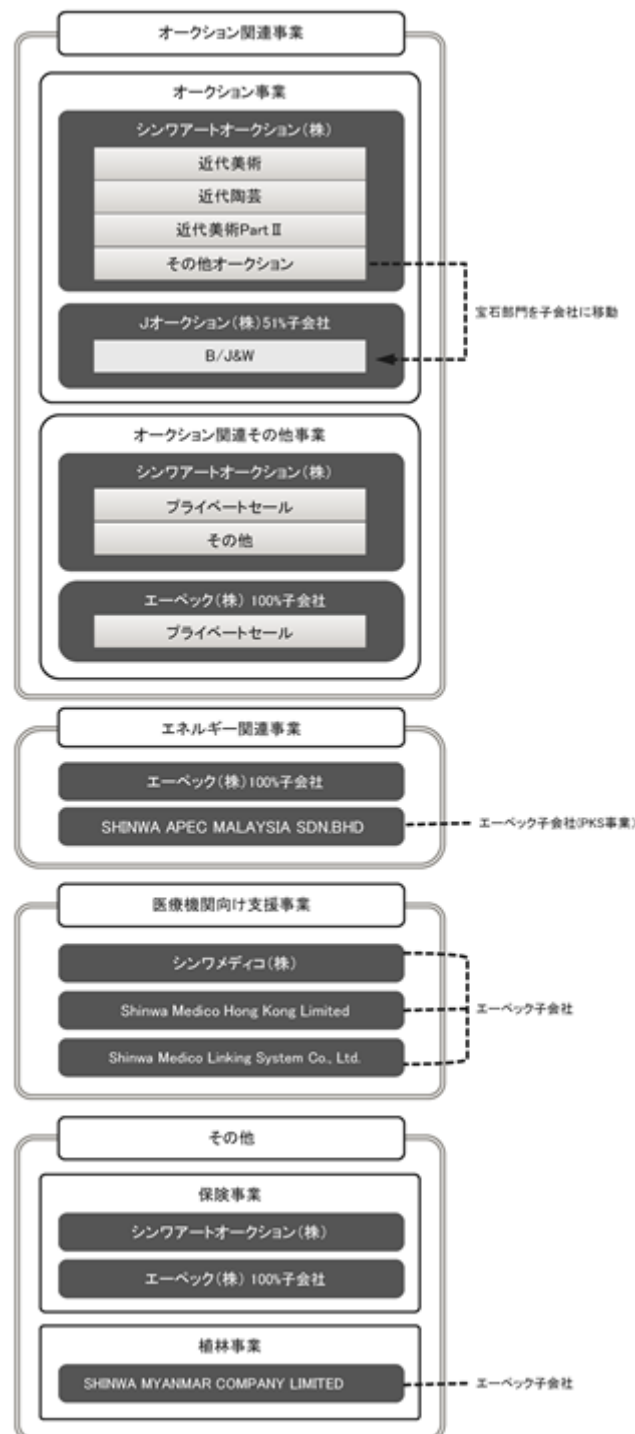 オークション関連事業
オークション事業
シンワアートオークション(株)
近代美術
近代陶芸
近代美術PartⅡ
その他オークション
宝石部門を子会社に移動
Jオークション(株)51%子会社
B/J&W
オークション関連その他事業
シンワアートオークション(株)
プライベートセール
その他
エーペック(株) 100%子会社
プライベートセール
エネルギー関連事業
エーペック(株)100%子会社
SHINWA APEC MALAYSIA SDN.BHD
エーペック子会社(PKS事業)
医療機関向け支援事業
シンワメディコ(株)
Shinwa Medico Hong Kong Limited
エーペック子会社
Shinwa Medico Linking System Co., Ltd.
その他
保険事業
シンワアートオークション(株)
エーペック(株) 100%子会社
植林事業
SHINWA MYANMAR COMPANY LIMITED
エーペック子会社